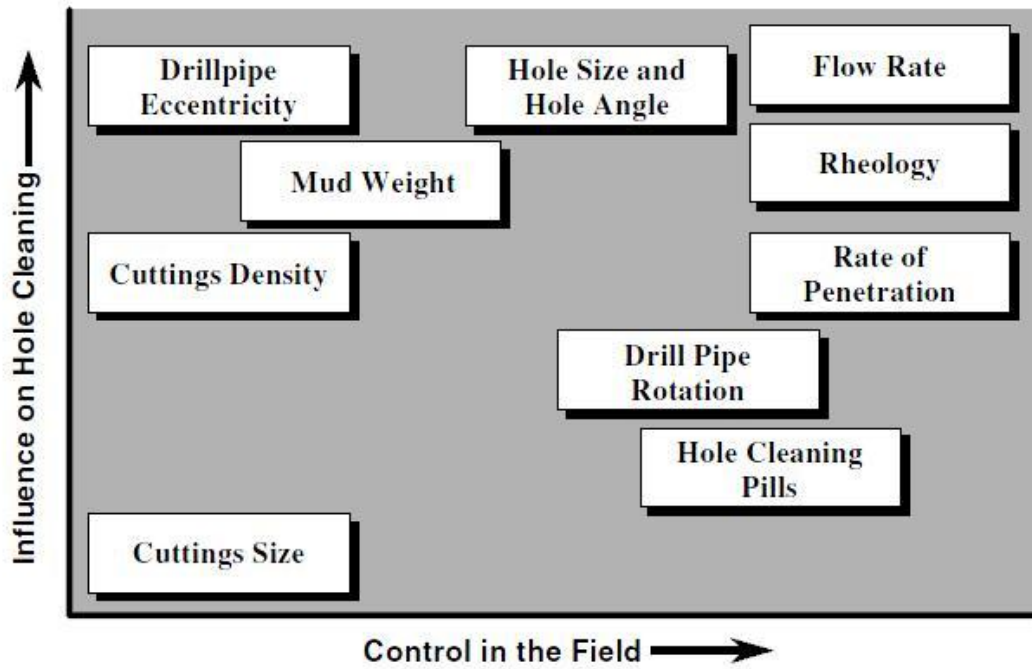 Influence on Hole Cleaning
Drillpipe
Eccentricity
Hole Size and
Hole Angle
Flow Rate
Mud Weight
Rheology
Cuttings Density
Rate of
Penetration
Drill Pipe
Rotation
Hole Cleaning
Pills
Cuttings Size
Control in the Field